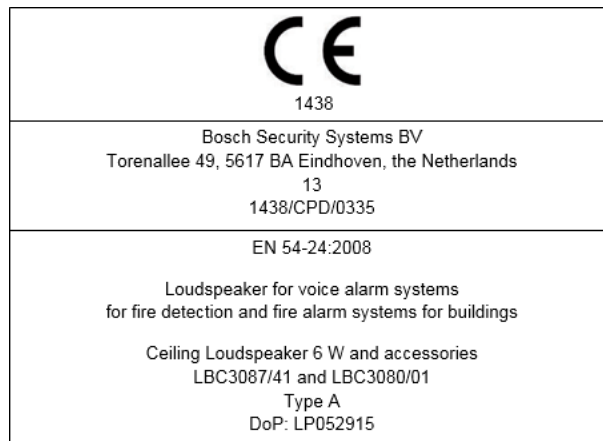 CE
1438
Bosch Security Systems BV
Torenallee 49, 5617 BA Eindhoven, the Netherlands
13
1438/CPD/0335
EN 54-24:2008
Loudspeaker for voice alarm systems
for fire detection and fire alarm systems for buildings
Ceiling Loudspeaker 6 W and accessories
LBC3087/41 and LBC3080/01
Type A
DoP: LP052915